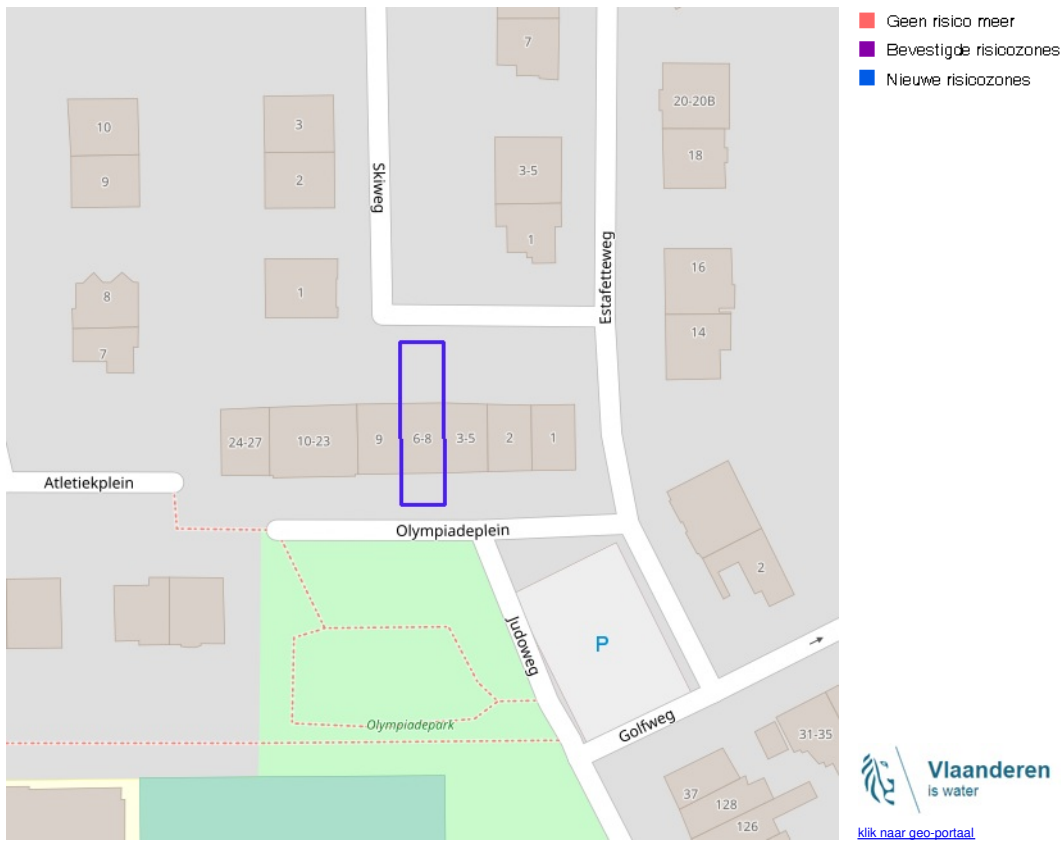 7
20-20B
18
10
9
3
2
Skiweg
3-5
1
Estafetteweg
16
14
8
7
1
24-27
10-23
9
6-8
3-5
2
1
Atletiekplein
Olympiadeplein
2
Judoweg
P
Olympiadepark
Golfweg
31-35
37
128
126
Geen risico meer
Bevestigde risicozones
Nieuwe risicozones
Vlaanderen
is water
klik naar geo-portaal